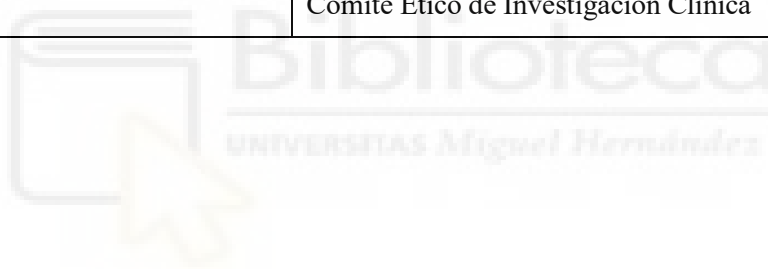 Comité Ético de Investigación Clínica
Biblioteca
UNIVERSITAS Miguel Hernández